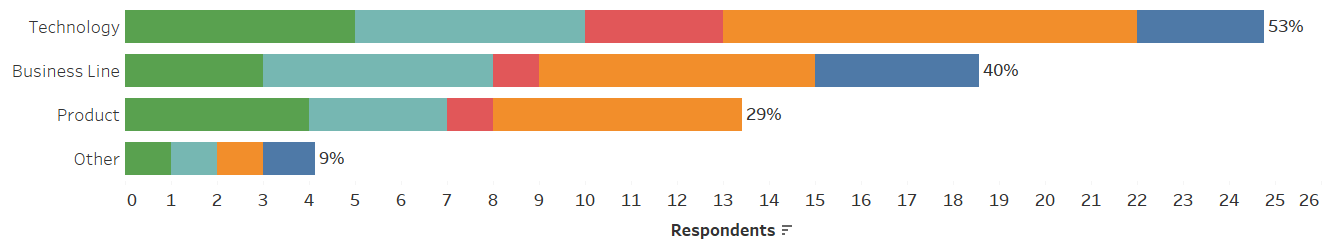 Technology 53%
Business Line 40%
Product 29%
Other 9%
0 1 2 3 4 5 6 7 8 9 10 11 12 13 14 15 16 17 18 19 20 21 22 23 24 25 26
Respondents